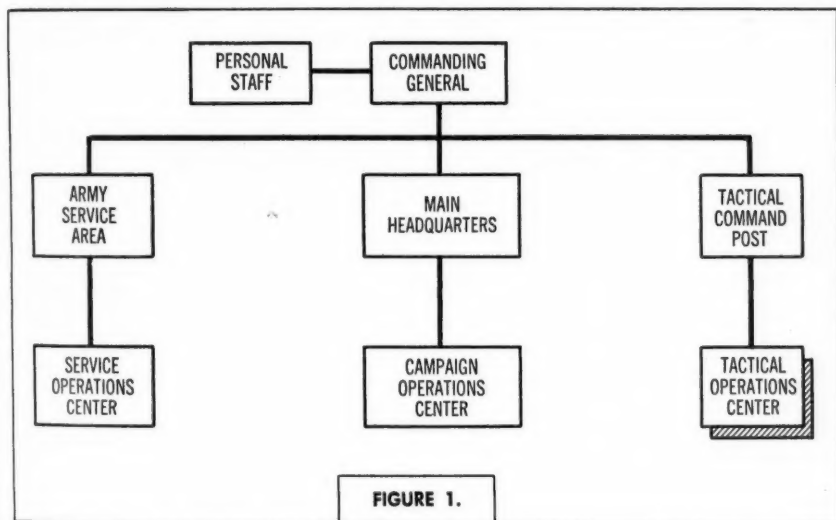 PERSONAL
STAFF
COMMANDING
GENERAL
ARMY
SERVICE
AREA
MAIN
HEADQUARTERS
TACTICAL
COMMAND
POST
SERVICE
OPERATIONS
CENTER
CAMPAIGN
OPERATIONS
CENTER
TACTICAL
OPERATIONS
CENTER
FIGURE 1.